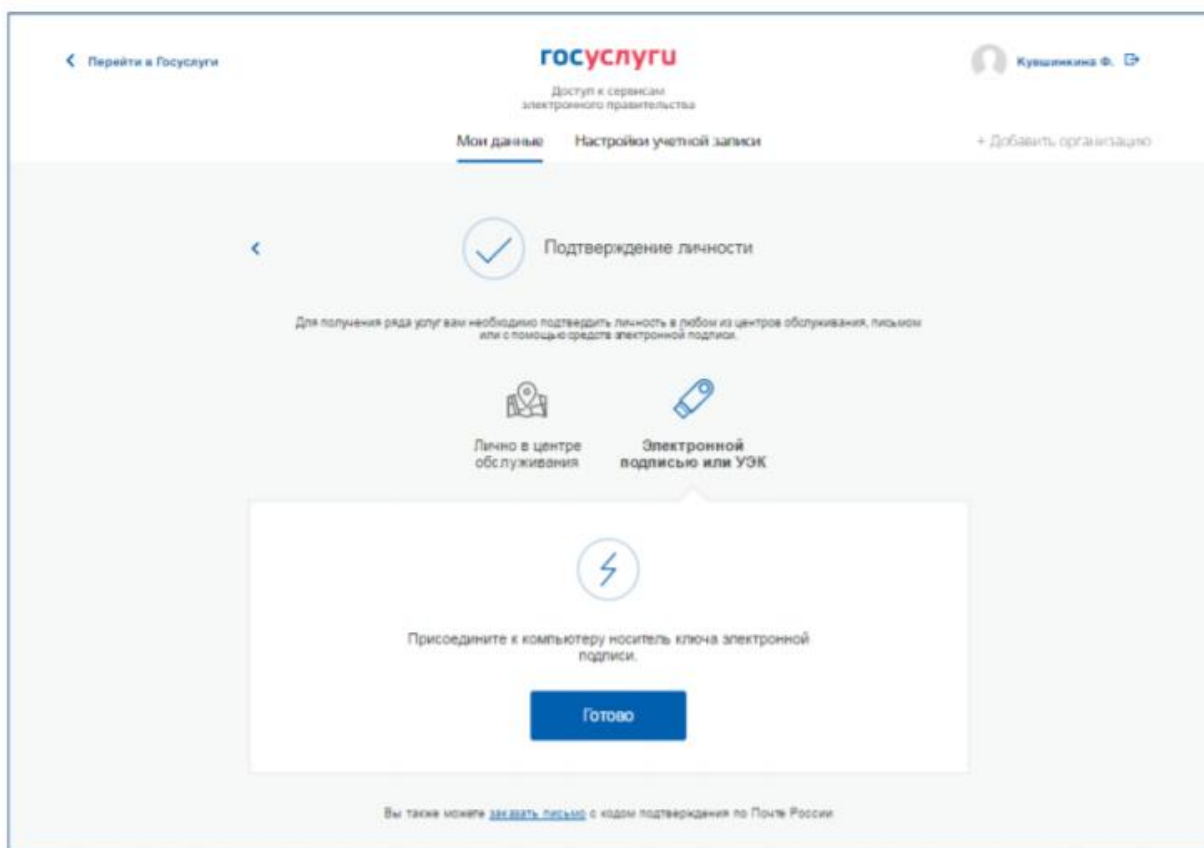 Перейти в Госуслуги
госуслуги
Кувшинкина Ф.
Доступ к сервисам
электронного правительства
Мои данные
Настройки учетной записи
+ Добавить организацию
Подтверждение личности
Для получения ряда услуг вам необходимо подтвердить личность в любом из центров обслуживания, письмом
или с помощью средств электронной подписи.
Лично в центре
обслуживания
Электронной
подписью или УЭК
Присоедините к компьютеру носитель ключа электронной
подписи.
Готово
Вы также можете заказать письмо с кодом подтверждения по Почте России